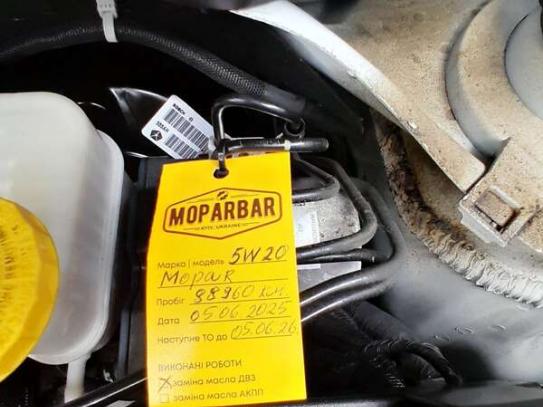 BOSCH
MOPARBAR
KYIV, UKRAINE
Марка | модель 5W20
Mopar
Пробіг 88960 км.
Дата 05.06.2025
Наступне ТО до 05.06.26.
ВИКОНАНІ РОБОТИ
X заміна масла ДВЗ
заміна масла АКПП